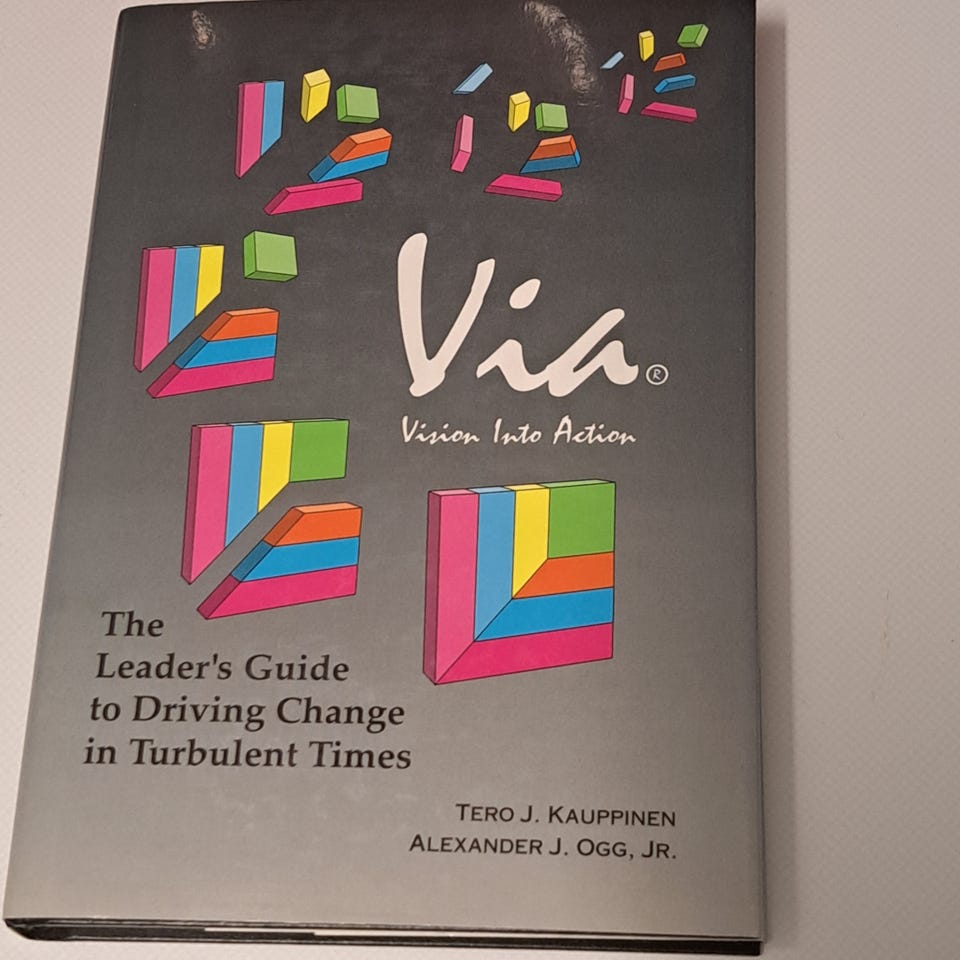 Via®
Vision Into Action
The
Leader's Guide
to Driving Change
in Turbulent Times
TERO J. KAUPPINEN
ALEXANDER J. OGG, JR.